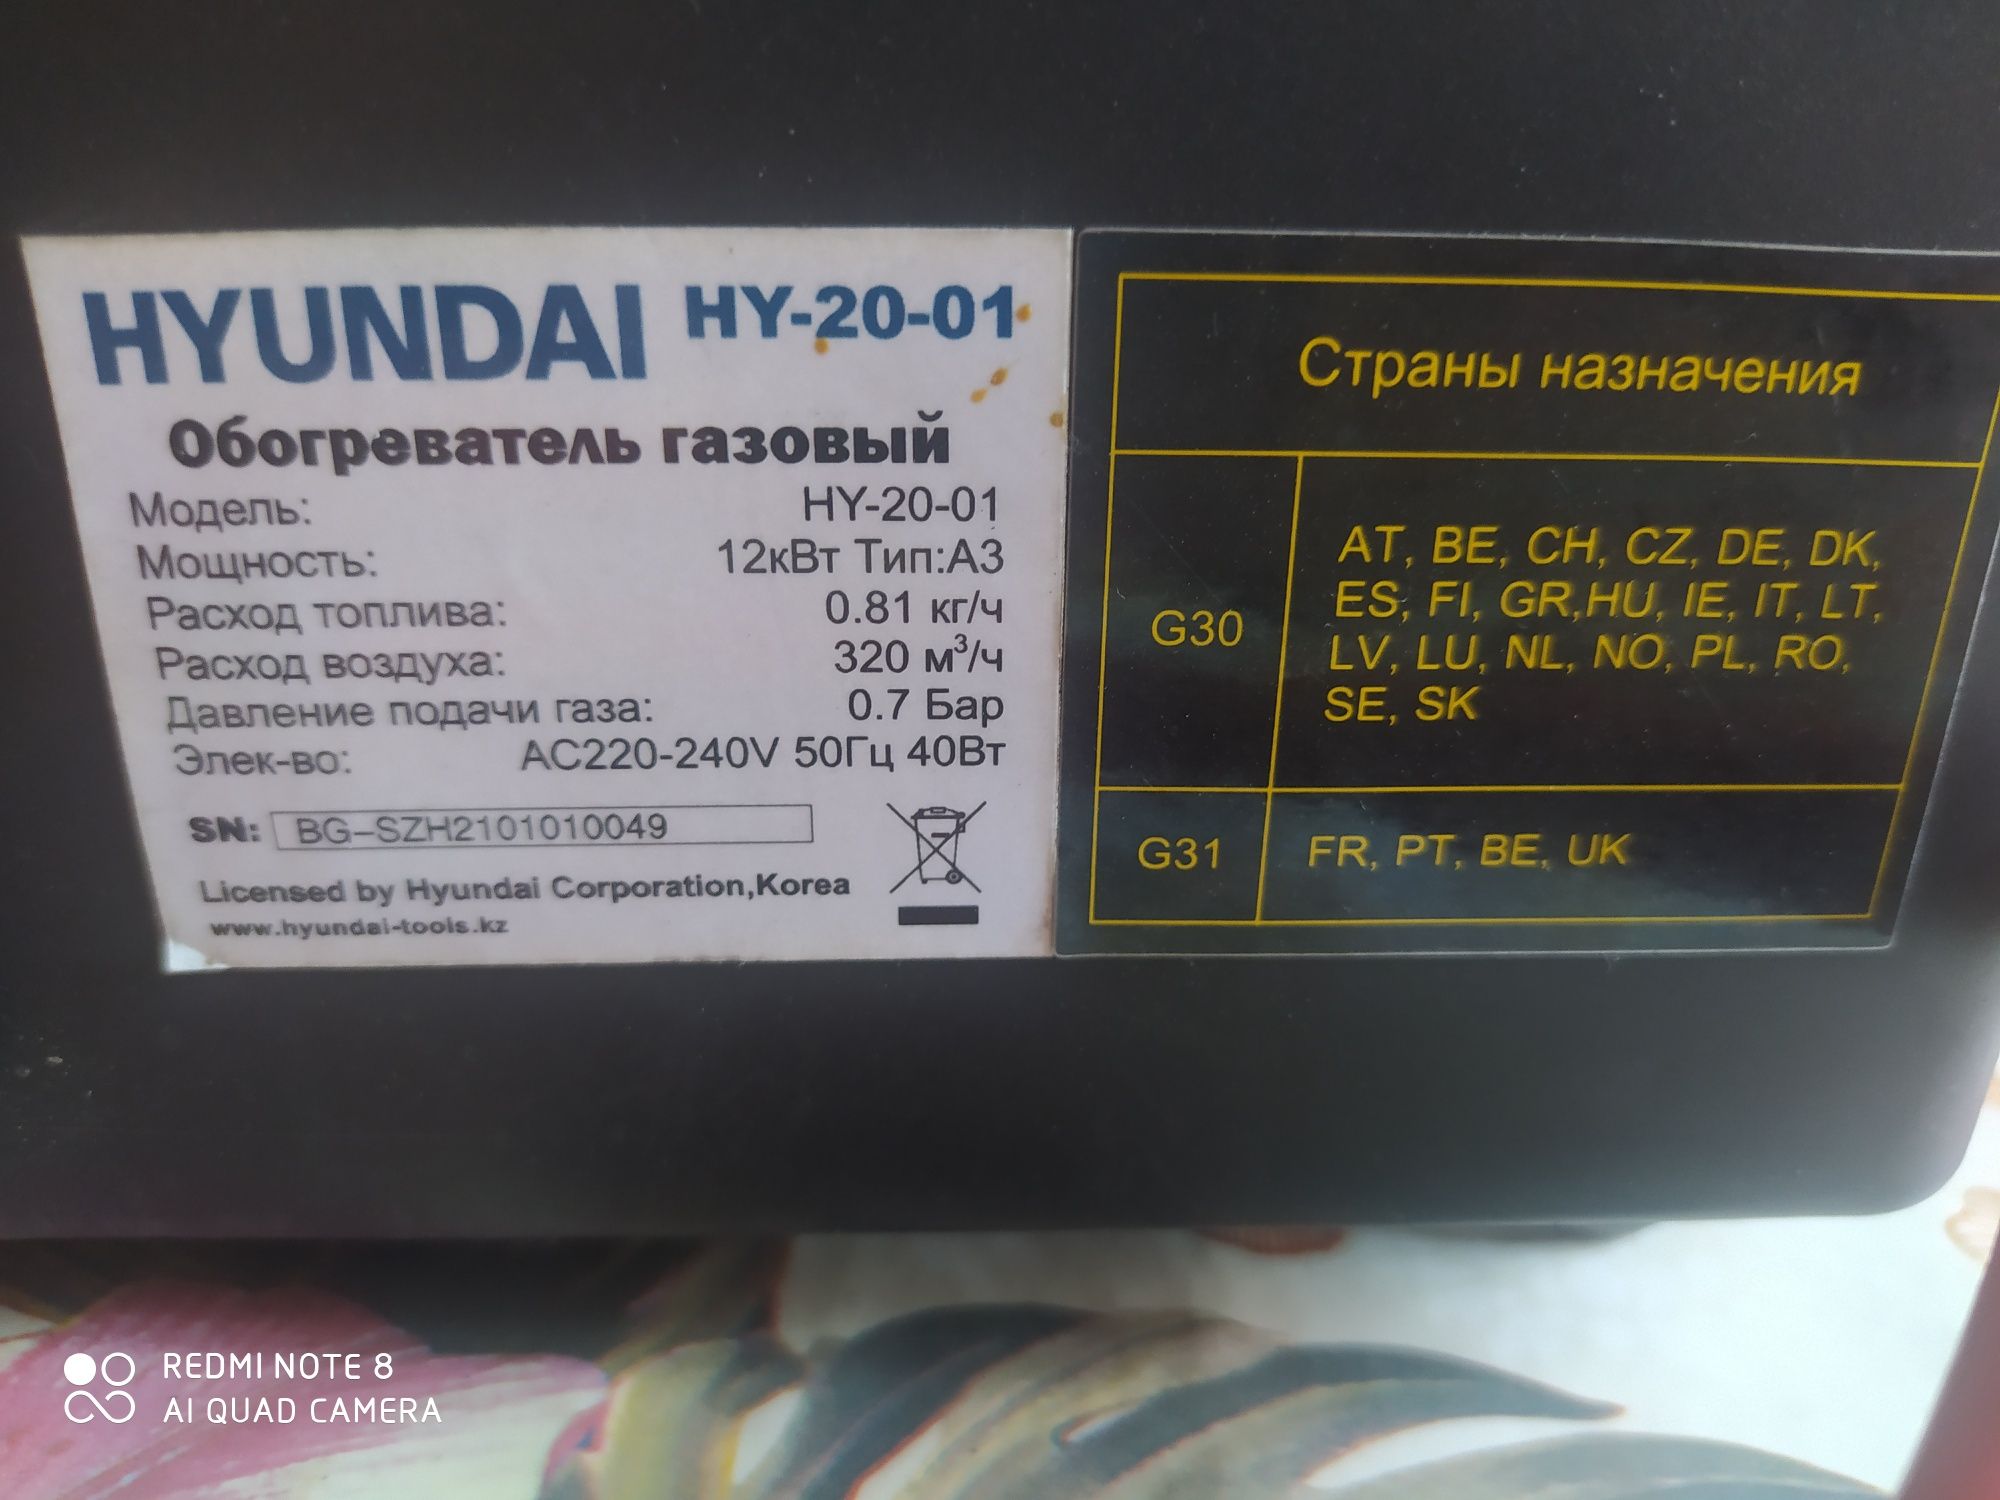 HYUNDAI HY-20-01
Обогреватель газовый
Модель: HY-20-01
Мощность: 12кВт Тип:А3
Расход топлива: 0.81 кг/ч
Расход воздуха: 320 м³/ч
Давление подачи газа: 0.7 Бар
Элек-во: AC220-240V 50Гц 40Вт
SN: BG-SZH2101010049
Licensed by Hyundai Corporation,Korea
www.hyundai-tools.kz
Страны назначения
G30
AT, BE, CH, CZ, DE, DK,
ES, FI, GR,HU, IE, IT, LT,
LV, LU, NL, NO, PL, RO,
SE, SK
G31
FR, PT, BE, UK
REDMI NOTE 8
AI QUAD CAMERA